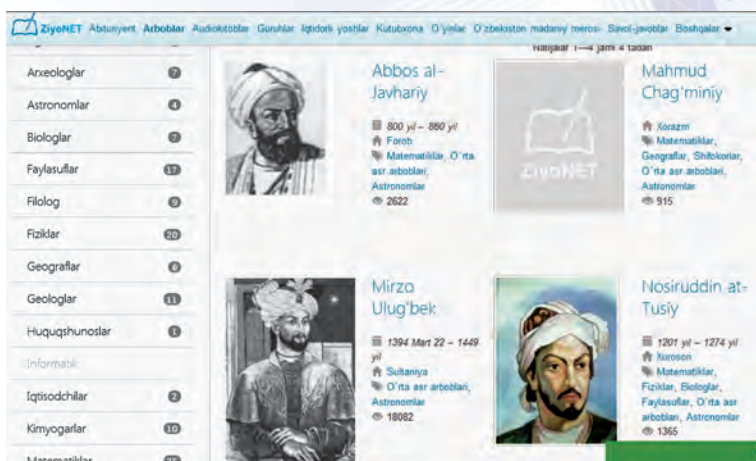 ZiyoNET Abituriyent Arboblar Audiokitoblar Guruhlar Iqtidorli yoshlar Kutubxona O'yinlar O'zbekiston madaniy merosi Savol-javoblar Boshqalar
Natijalar 1—4 jami 4 tadan
Arxeologlar 7
Astronomlar 4
Biologlar 7
Faylasuflar 17
Filolog 9
Fiziklar 20
Geograflar 6
Geologlar 11
Huquqshunoslar 1
Informatik
Iqtisodchilar 2
Kimyogarlar 10
Matematiklar
Abbos al-
Javhariy
800 yil – 860 yil
Forob
Matematiklar, O`rta
asr arboblari,
Astronomlar
2622
ZiyoNET
Mahmud
Chag'miniy
Xorazm
Matematiklar,
Geograflar, Shifokorlar,
O`rta asr arboblari,
Astronomlar
915
Mirzo
Ulug'bek
1394 Mart 22 – 1449
yil
Sultaniya
O`rta asr arboblari,
Astronomlar
18082
Nosiruddin at-
Tusiy
1201 yil – 1274 yil
Xuroson
Matematiklar,
Fiziklar, Biologlar,
Faylasuflar, O`rta asr
arboblari, Astronomlar
1365